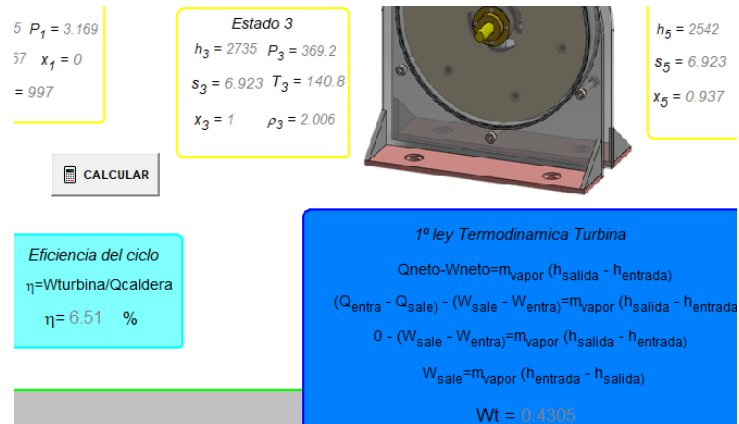 5 P1 = 3.169
67 x1 = 0
= 997
Estado 3
h3 = 2735 P3 = 369.2
s3 = 6.923 T3 = 140.8
x3 = 1 ρ3 = 2.006
h5 = 2542
s5 = 6.923
x5 = 0.937
CALCULAR
Eficiencia del ciclo
η=Wturbina/Qcaldera
η= 6.51 %
1º ley Termodinamica Turbina
Qneto-Wneto=mvapor (hsalida - hentrada)
(Qentra - Qsale) - (Wsale - Wentra)=mvapor (hsalida - hentrada
0 - (Wsale - Wentra)=mvapor (hsalida - hentrada)
Wsale=mvapor (hentrada - hsalida)
Wt = 0.4305